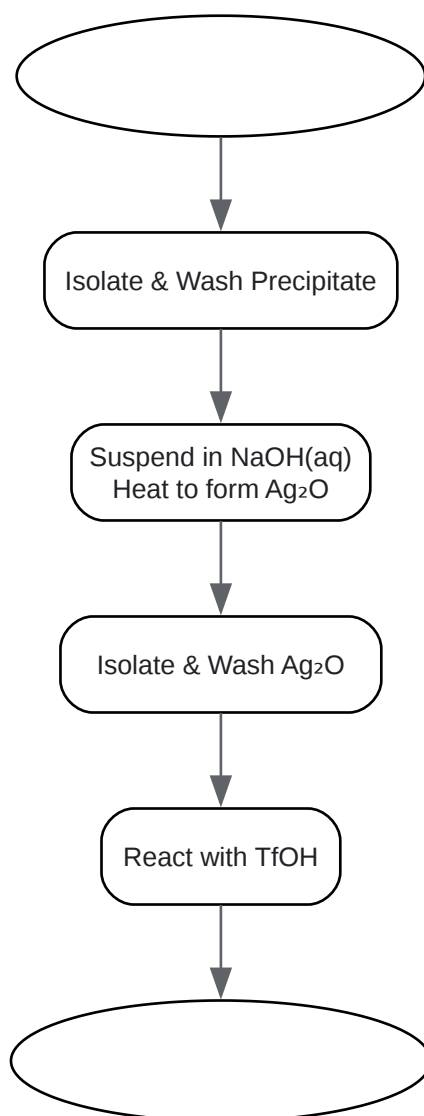 Isolate & Wash Precipitate
Suspend in NaOH(aq)
Heat to form Ag₂O
Isolate & Wash Ag₂O
React with TfOH